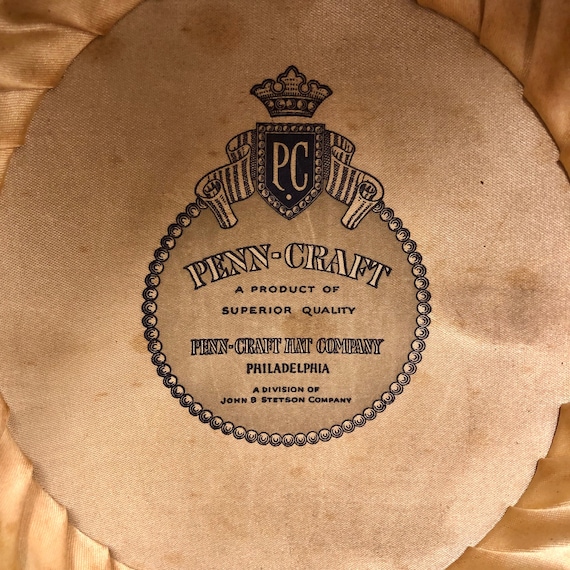 PC
PENN-CRAFT
A PRODUCT OF
SUPERIOR QUALITY
PENN-CRAFT HAT COMPANY
PHILADELPHIA
A DIVISION OF
JOHN B STETSON COMPANY